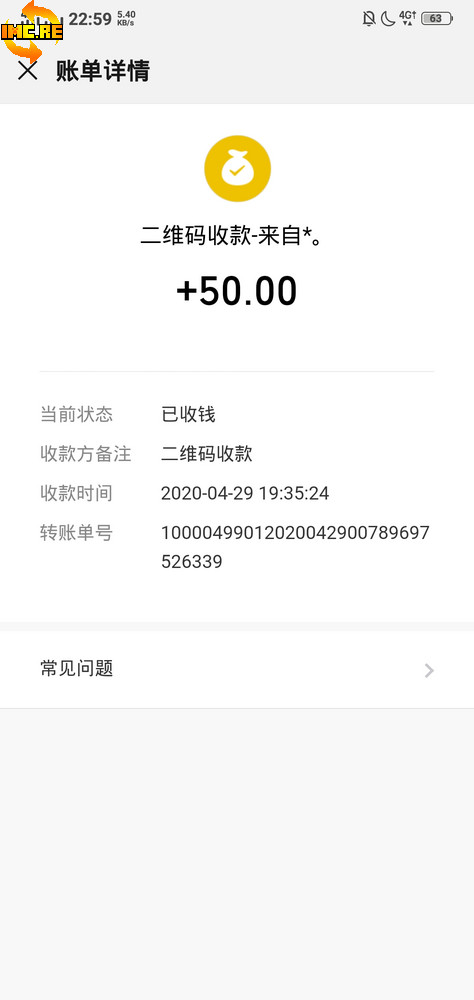 IMC.RE
22:59 5.40 KB/s 4G 63
账单详情
二维码收款-来自*。
+50.00
当前状态 已收钱
收款方备注 二维码收款
收款时间 2020-04-29 19:35:24
转账单号 10000499012020042900789697
526339
常见问题